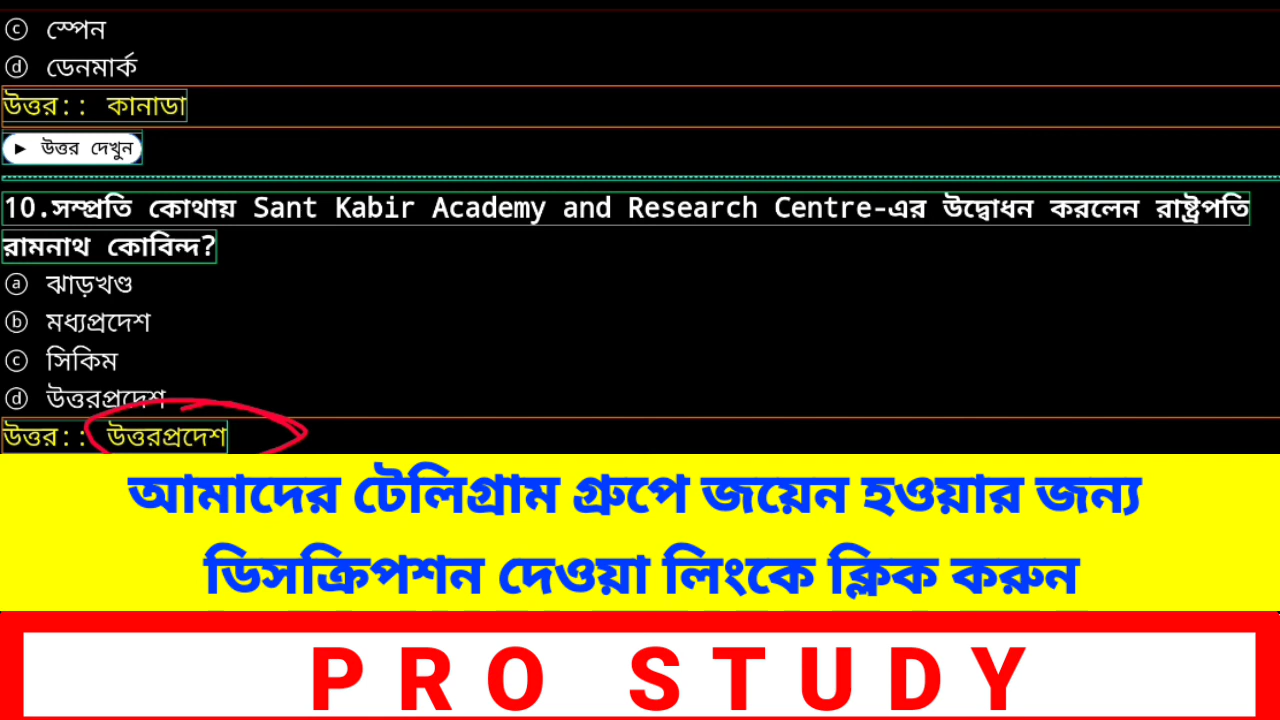 ⓒ স্পেন
ⓓ ডেনমার্ক
উত্তর:: কানাডা
► উত্তর দেখুন
10.সম্প্রতি কোথায় Sant Kabir Academy and Research Centre-এর উদ্বোধন করলেন রাষ্ট্রপতি
রামনাথ কোবিন্দ?
ⓐ ঝাড়খণ্ড
ⓑ মধ্যপ্রদেশ
ⓒ সিকিম
ⓓ উত্তরপ্রদেশ
উত্তর:: উত্তরপ্রদেশ
আমাদের টেলিগ্রাম গ্রুপে জয়েন হওয়ার জন্য
ডিসক্রিপশন দেওয়া লিংকে ক্লিক করুন
PRO STUDY